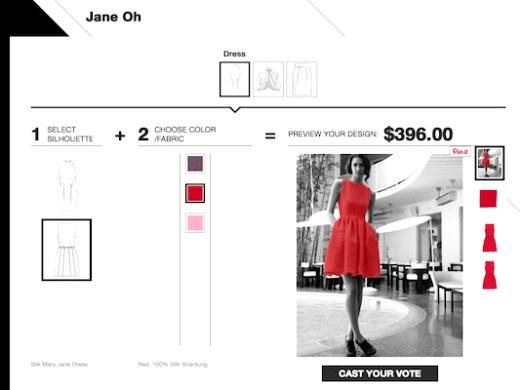 Jane Oh
Dress
1 SELECT SILHOUETTE + 2 CHOOSE COLOR /FABRIC = PREVIEW YOUR DESIGN: $396.00
Pin it
Silk Mary Jane Dress
Red, 100% Silk Shantung
CAST YOUR VOTE